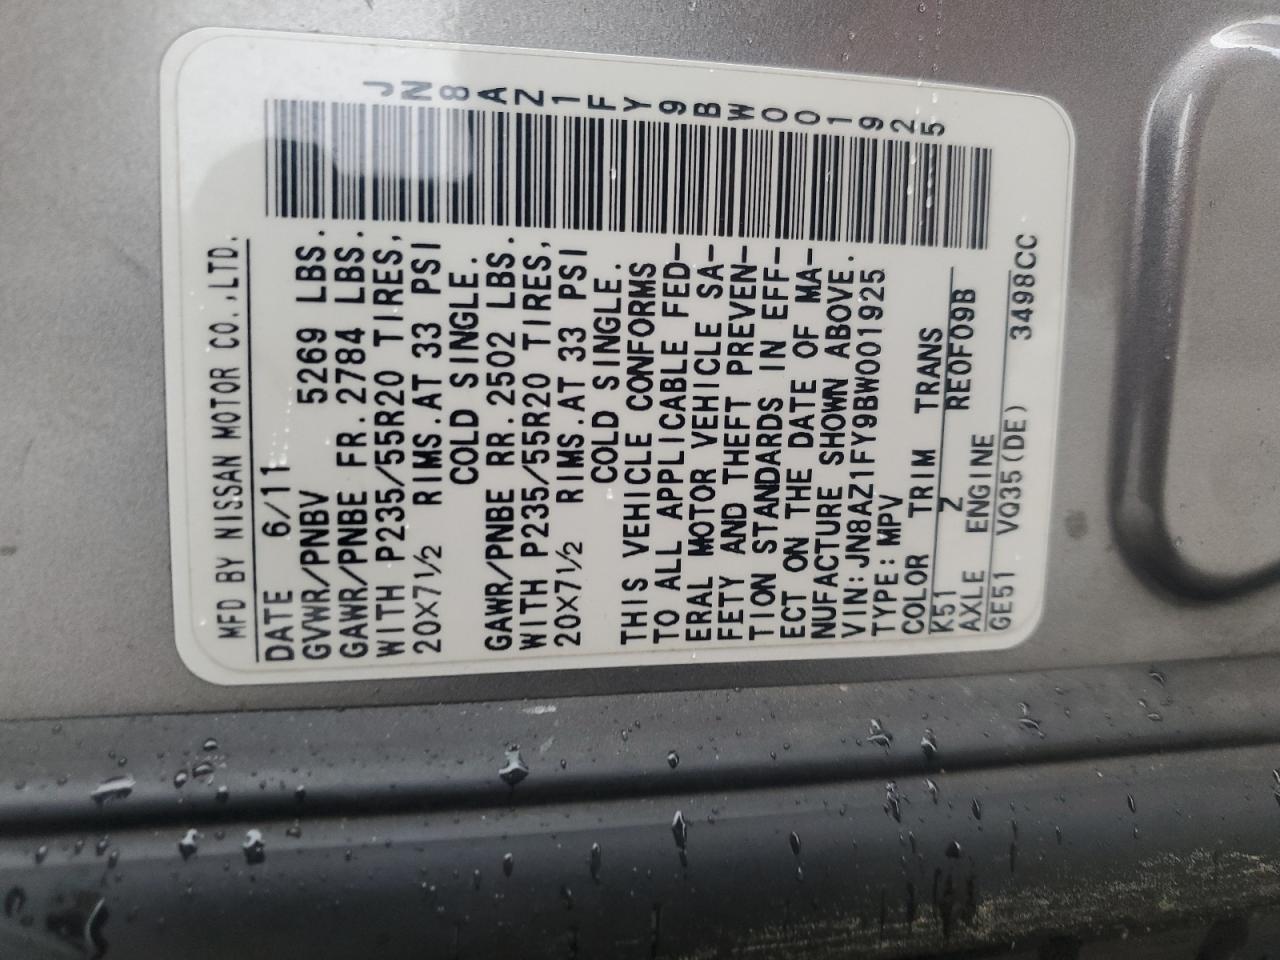 MFD BY NISSAN MOTOR CO.,LTD.
DATE 6/11
GVWR/PNBV 5269 LBS.
GAWR/PNBE FR.2784 LBS.
WITH P235/55R20 TIRES,
20X7½ RIMS.AT 33 PSI
COLD SINGLE.
GAWR/PNBE RR.2502 LBS.
WITH P235/55R20 TIRES,
20X7½ RIMS.AT 33 PSI
COLD SINGLE.
THIS VEHICLE CONFORMS
TO ALL APPLICABLE FED-
ERAL MOTOR VEHICLE SA-
FETY AND THEFT PREVEN-
TION STANDARDS IN EFF-
ECT ON THE DATE OF MA-
NUFACTURE SHOWN ABOVE.
VIN:JN8AZ1FY9BW001925
TYPE:MPV
COLOR TRIM TRANS
K51 Z RE0F09B
AXLE ENGINE
GE51 VQ35(DE) 3498CC
JN8AZ1FY9BW001925